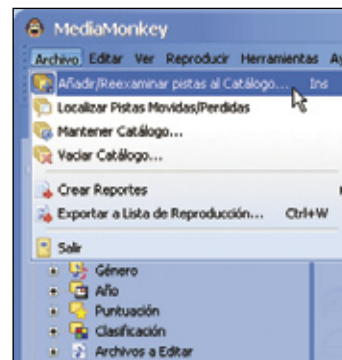 MediaMonkey
Archivo Editar Ver Reproducir Herramientas Ay
Añadir/Reexaminar pistas al Catálogo... Ins
Localizar Pistas Movidas/Perdidas
Mantener Catálogo...
Vaciar Catálogo...
Crear Reportes
Exportar a Lista de Reproducción... Ctrl+W
Salir
Género
Año
Puntuación
Clasificación
Archivos a Editar